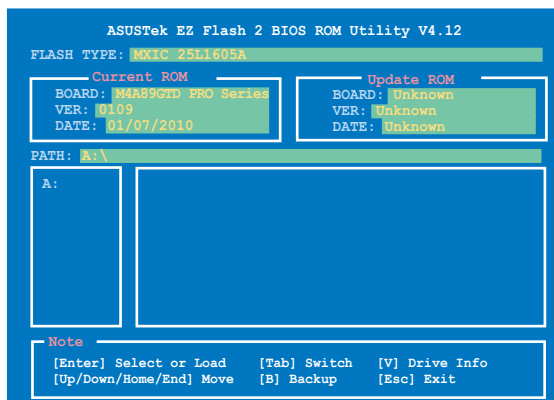 ASUSTek EZ Flash 2 BIOS ROM Utility V4.12
FLASH TYPE: MXIC 25L1605A
Current ROM
BOARD: M4A89GTD PRO Series
VER: 0109
DATE: 01/07/2010
Update ROM
BOARD: Unknown
VER: Unknown
DATE: Unknown
PATH: A:\
A:
Note
[Enter] Select or Load [Tab] Switch [V] Drive Info
[Up/Down/Home/End] Move [B] Backup [Esc] Exit